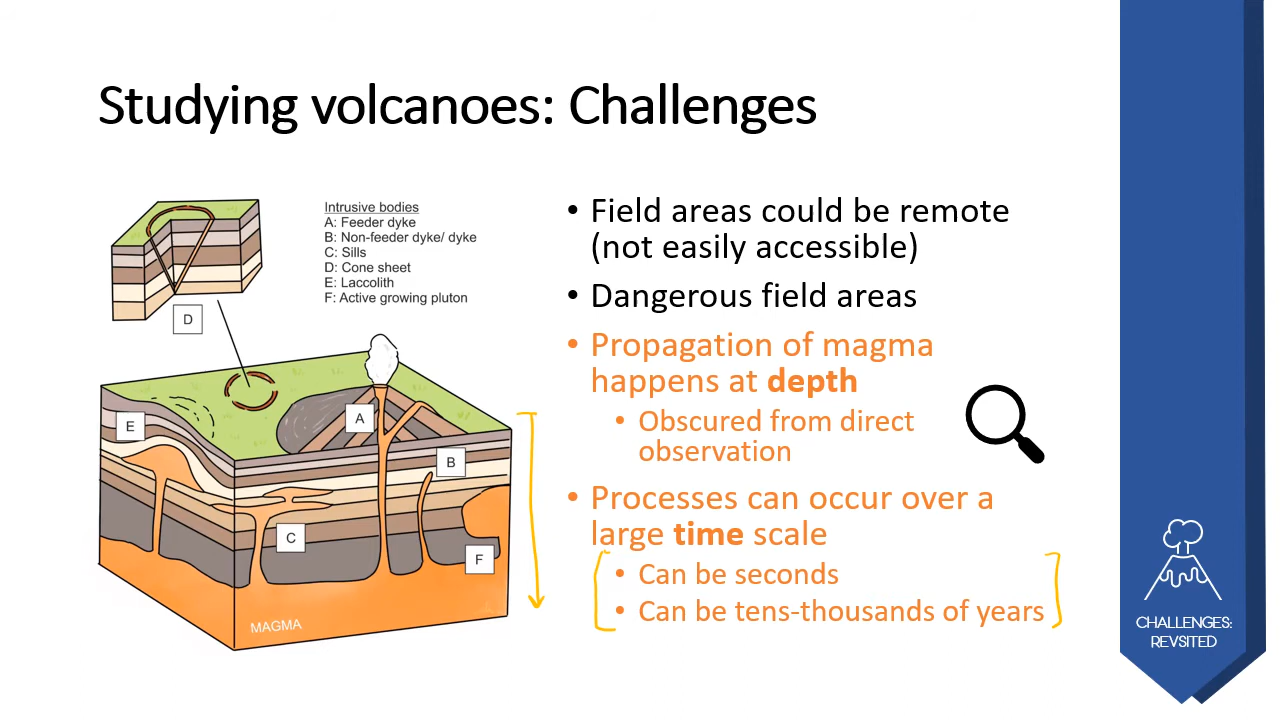 Studying volcanoes: Challenges
Intrusive bodies
A: Feeder dyke
B: Non-feeder dyke/ dyke
C: Sills
D: Cone sheet
E: Laccolith
F: Active growing pluton
D
E
A
B
C
F
MAGMA
• Field areas could be remote
(not easily accessible)
• Dangerous field areas
• Propagation of magma
happens at depth
• Obscured from direct
observation
• Processes can occur over a
large time scale
• Can be seconds
• Can be tens-thousands of years
CHALLENGES:
REVSITED